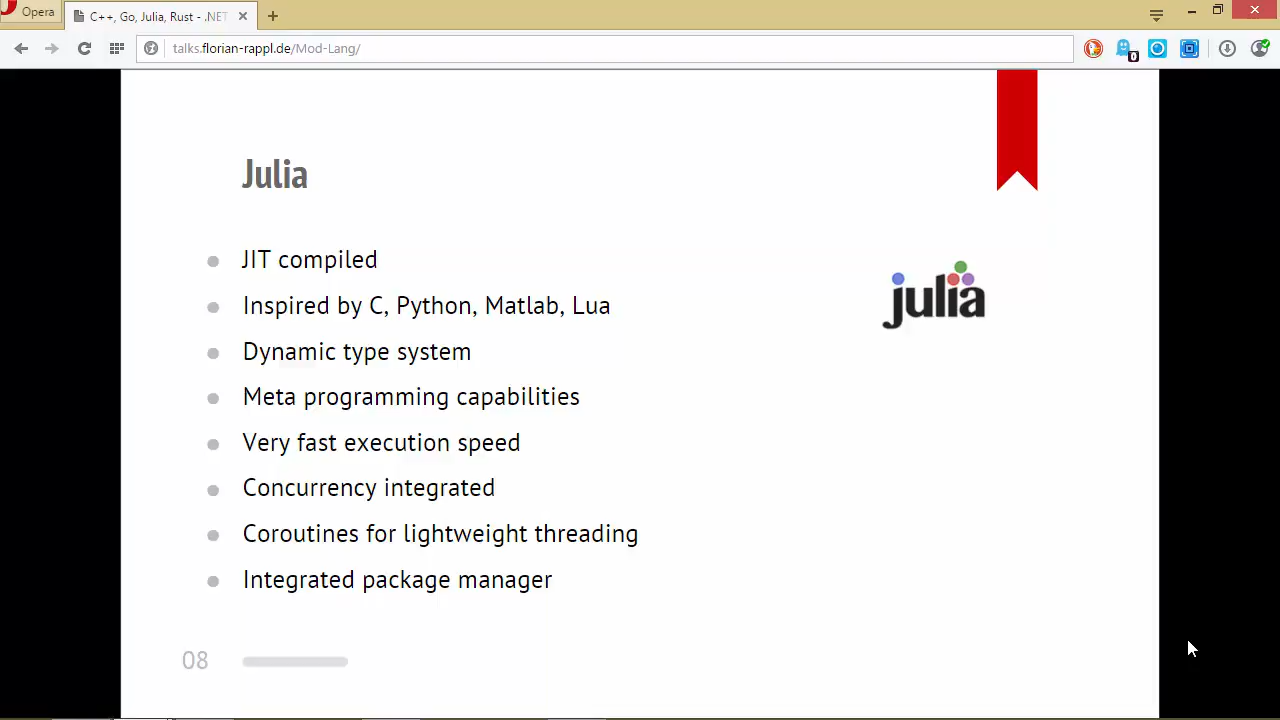 Opera
C++, Go, Julia, Rust - .NET
talks.florian-rappl.de/Mod-Lang/
0
Julia
JIT compiled
julia
Inspired by C, Python, Matlab, Lua
Dynamic type system
Meta programming capabilities
Very fast execution speed
Concurrency integrated
Coroutines for lightweight threading
Integrated package manager
08